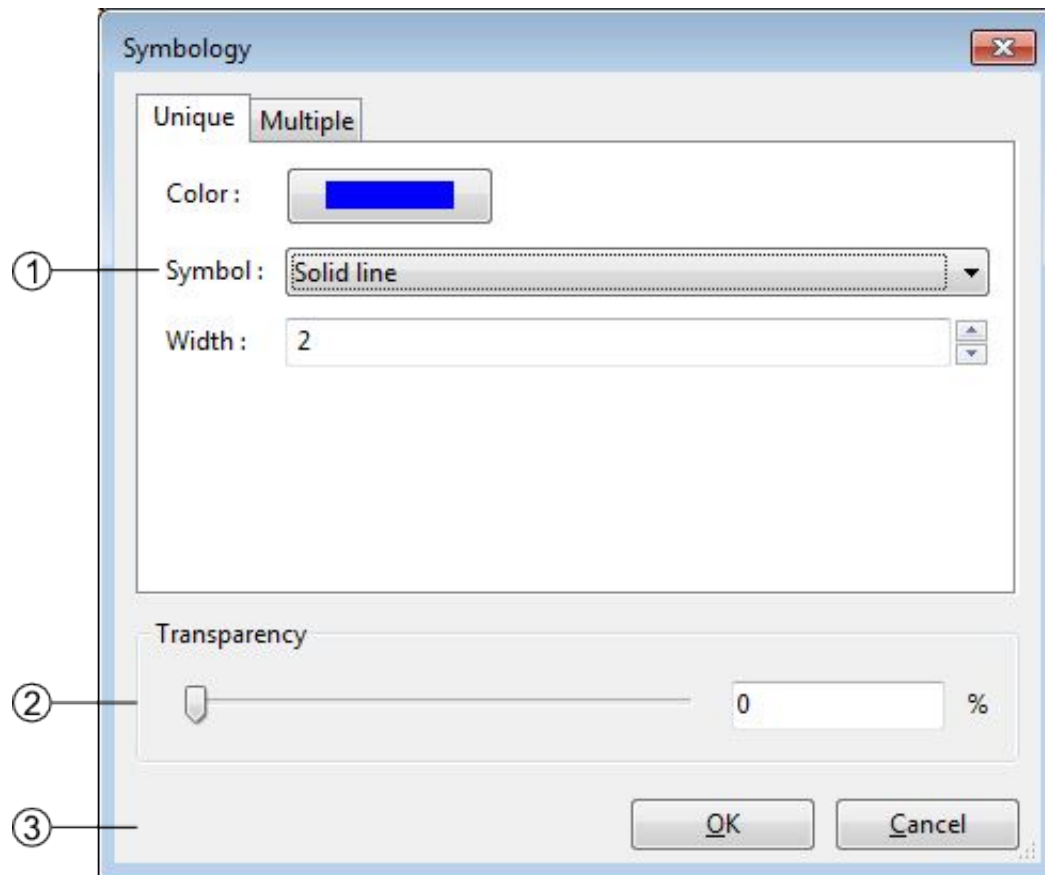 Symbology
Unique Multiple
Color :
① Symbol : Solid line
Width : 2
Transparency
② 0 %
③ OK Cancel